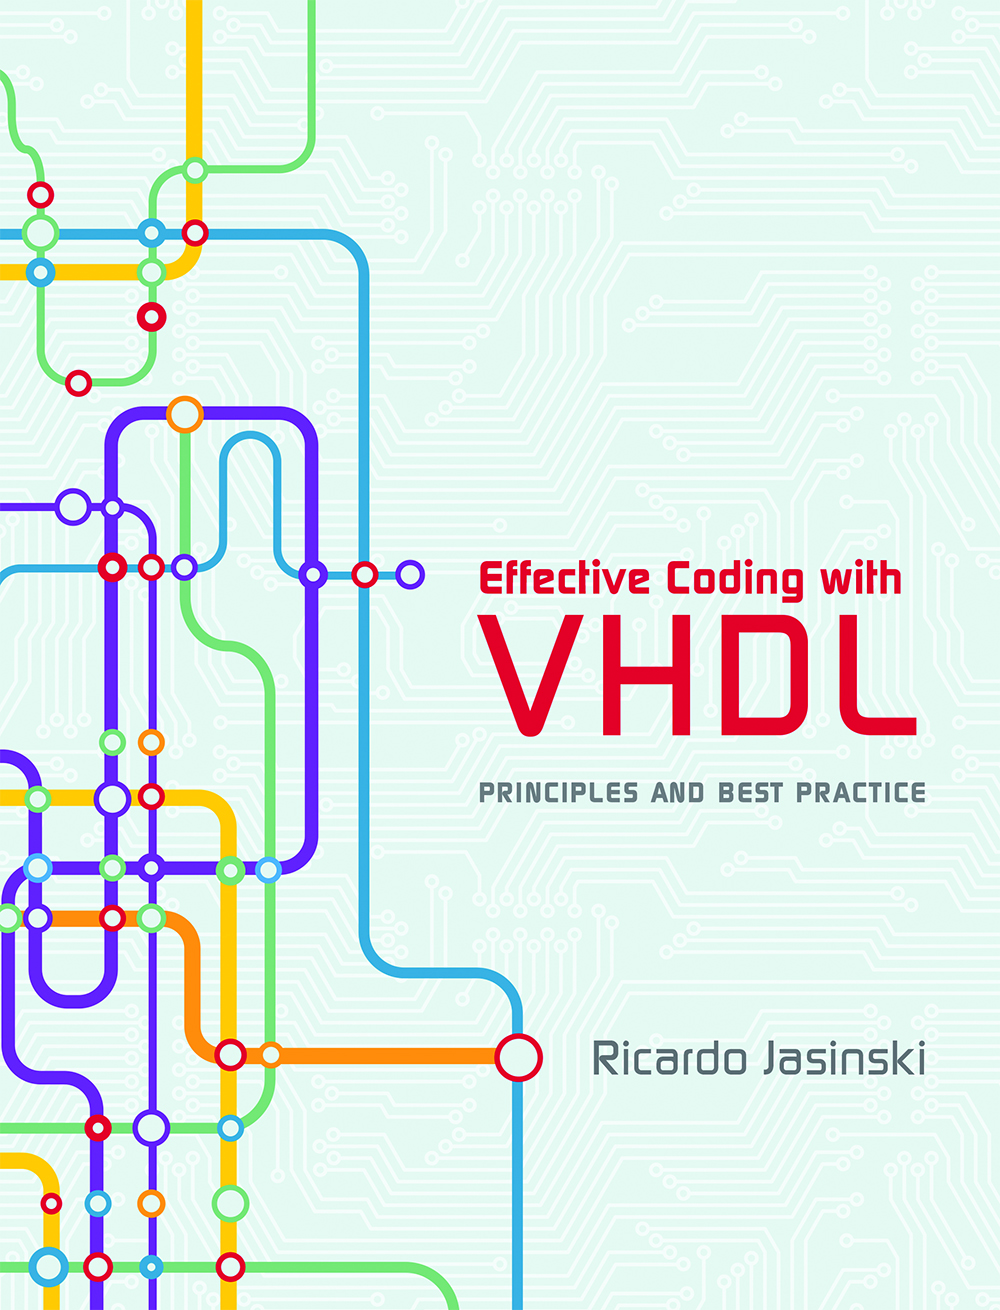 Effective Coding with
VHDL
PRINCIPLES AND BEST PRACTICE
Ricardo Jasinski